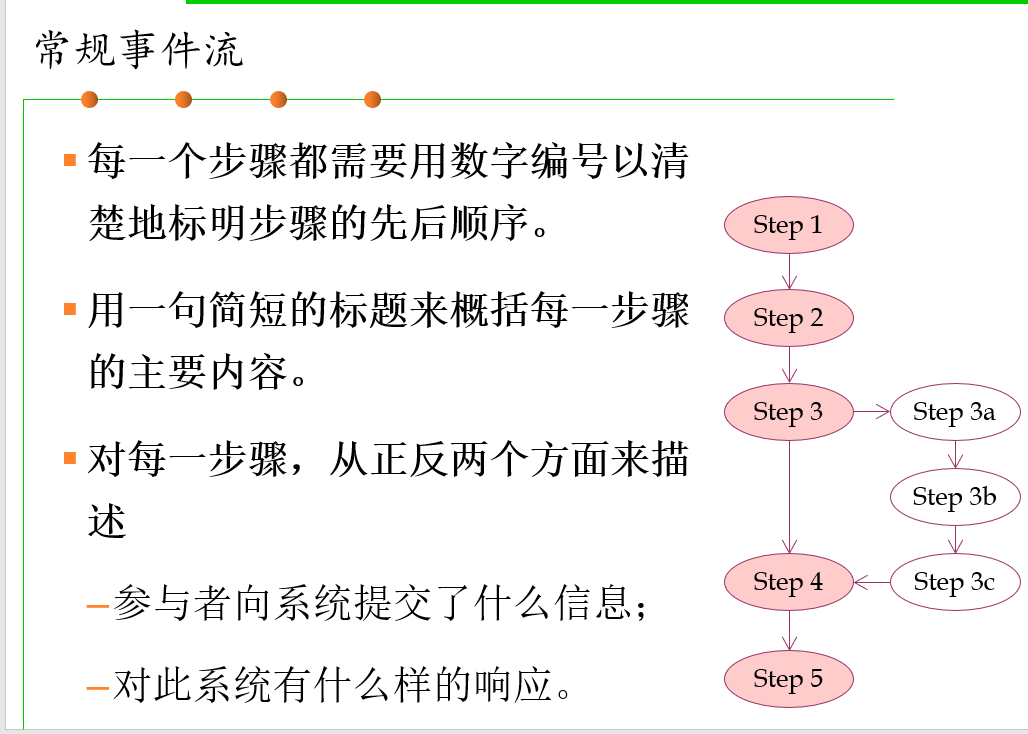 常规事件流
每一个步骤都需要用数字编号以清
楚地标明步骤的先后顺序。
用一句简短的标题来概括每一步骤
的主要内容。
对每一步骤，从正反两个方面来描
述
–参与者向系统提交了什么信息；
–对此系统有什么样的响应。
Step 1
Step 2
Step 3
Step 3a
Step 3b
Step 4
Step 3c
Step 5